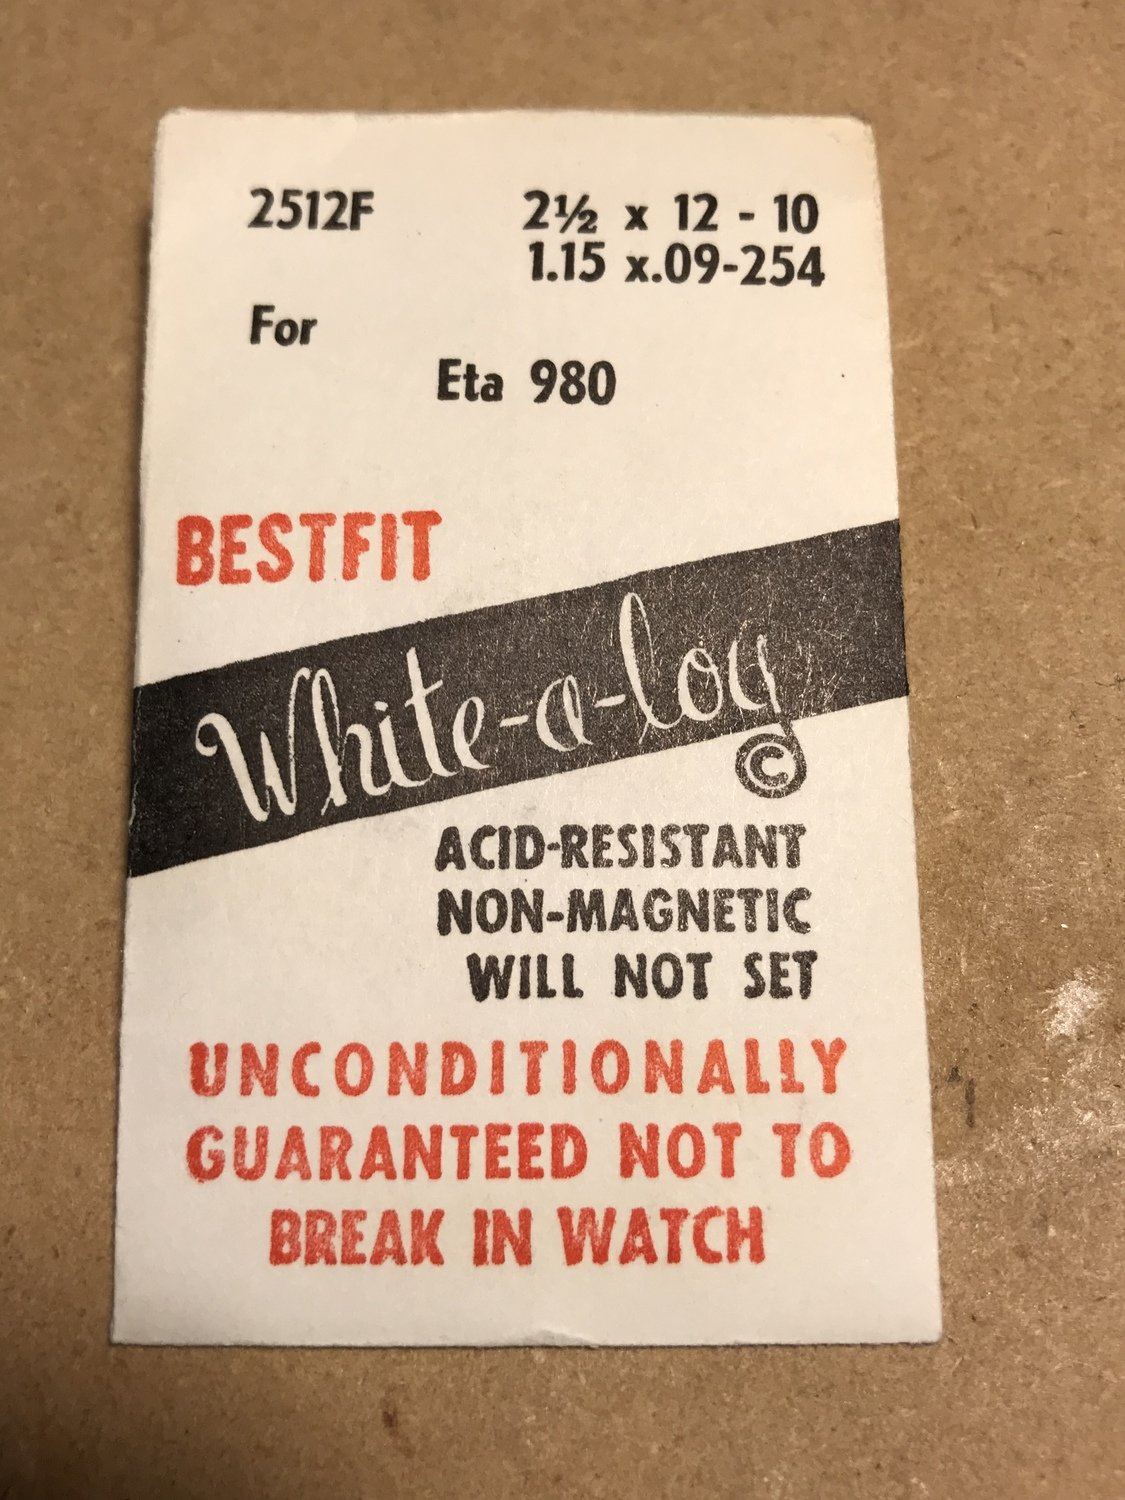 2512F 2½ x 12 - 10
1.15 x.09-254
For
Eta 980
BESTFIT
White-a-loy
©
ACID-RESISTANT
NON-MAGNETIC
WILL NOT SET
UNCONDITIONALLY
GUARANTEED NOT TO
BREAK IN WATCH